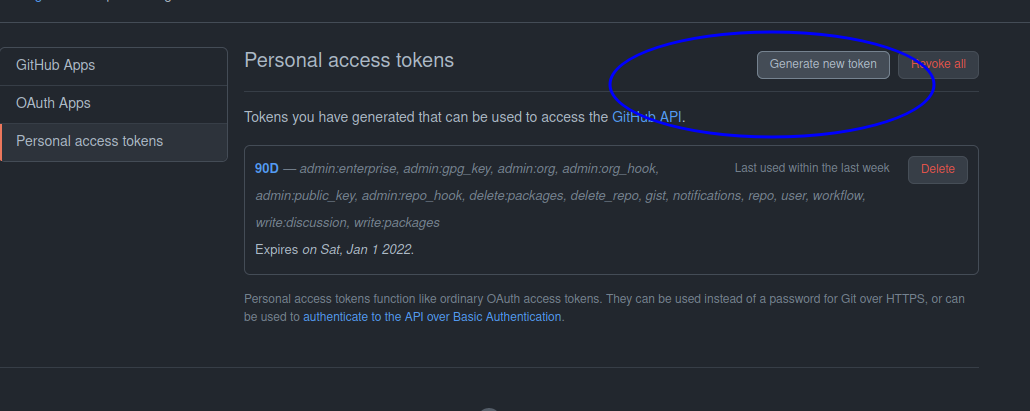 GitHub Apps
OAuth Apps
Personal access tokens
Personal access tokens
Generate new token
Revoke all
Tokens you have generated that can be used to access the GitHub API.
90D — admin:enterprise, admin:gpg_key, admin:org, admin:org_hook,
Last used within the last week
Delete
admin:public_key, admin:repo_hook, delete:packages, delete_repo, gist, notifications, repo, user, workflow,
write:discussion, write:packages
Expires on Sat, Jan 1 2022.
Personal access tokens function like ordinary OAuth access tokens. They can be used instead of a password for Git over HTTPS, or can
be used to authenticate to the API over Basic Authentication.